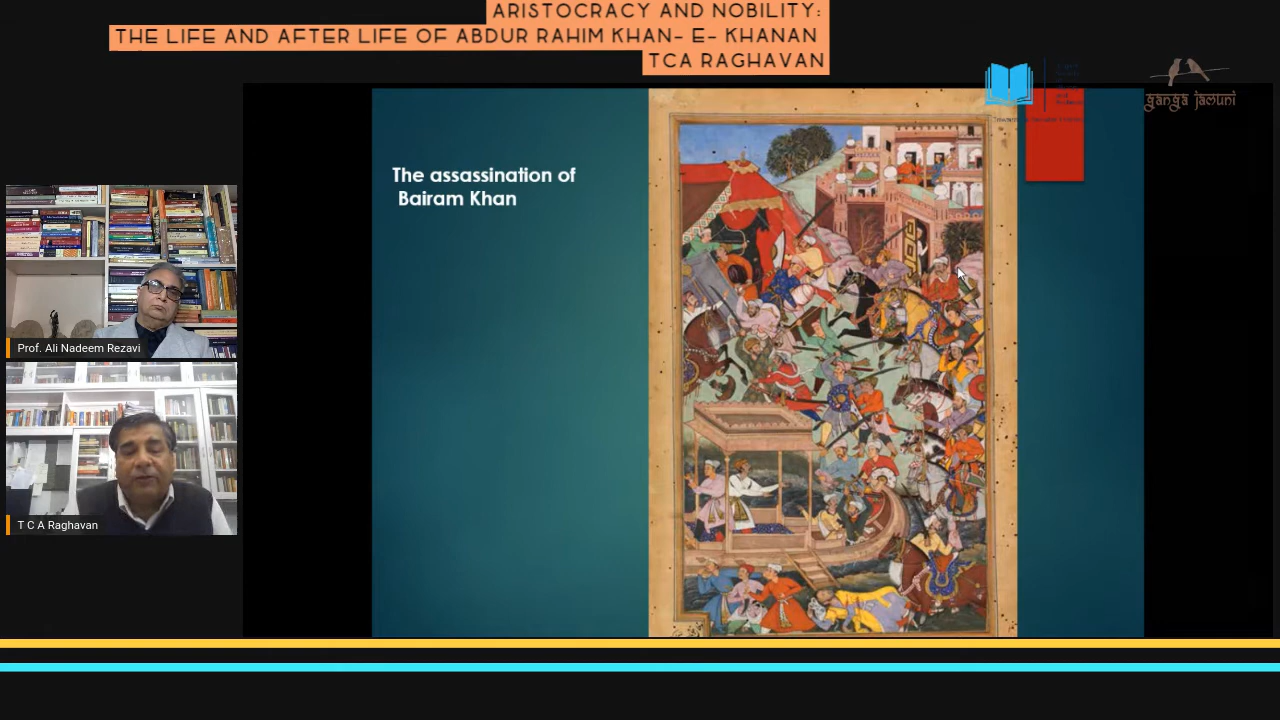 ARISTOCRACY AND NOBILITY:
THE LIFE AND AFTER LIFE OF ABDUR RAHIM KHAN- E- KHANAN
TCA RAGHAVAN
ganga jamuni
The assassination of
Bairam Khan
Prof. Ali Nadeem Rezavi
T C A Raghavan